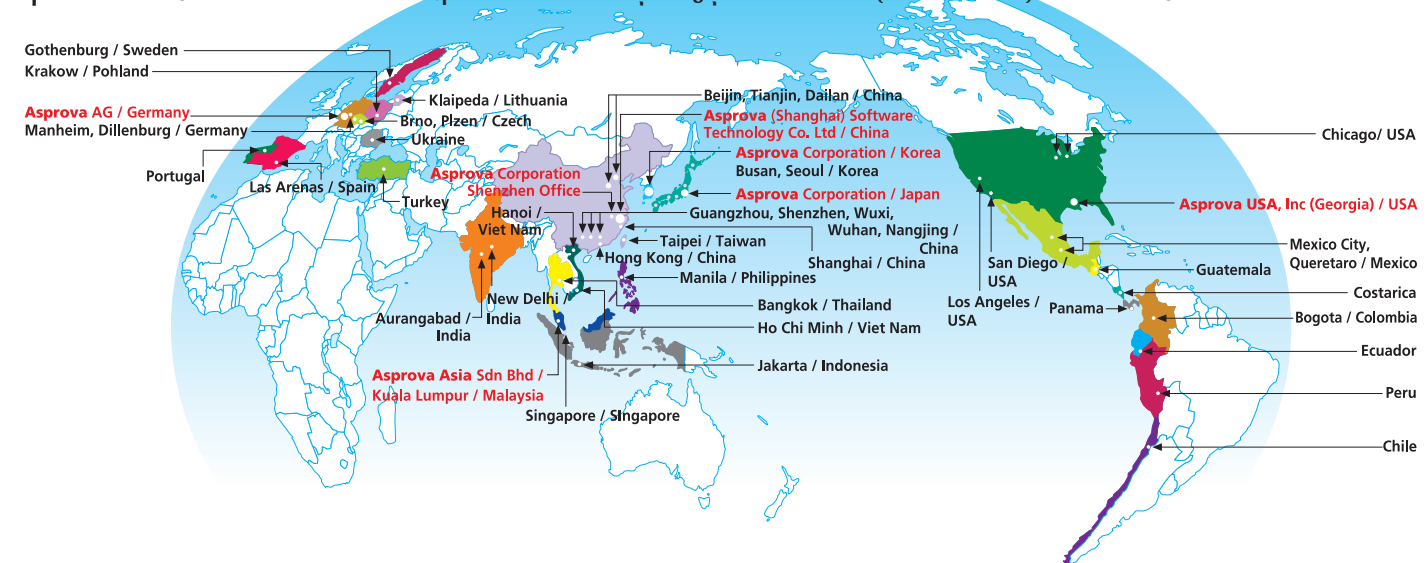 Gothenburg / Sweden
Krakow / Pohland
Asprova AG / Germany
Manheim, Dillenburg / Germany
Klaipeda / Lithuania
Brno, Plzen / Czech
Ukraine
Portugal
Las Arenas / Spain
Turkey
Beijin, Tianjin, Dailan / China
Asprova (Shanghai) Software
Technology Co. Ltd / China
Asprova Corporation / Korea
Busan, Seoul / Korea
Asprova Corporation
Shenzhen Office
Asprova Corporation / Japan
Hanoi /
Viet Nam
Guangzhou, Shenzhen, Wuxi,
Wuhan, Nangjing /
China
Taipei / Taiwan
Hong Kong / China
Shanghai / China
Manila / Philippines
New Delhi /
India
Aurangabad /
India
Bangkok / Thailand
Ho Chi Minh / Viet Nam
Jakarta / Indonesia
Asprova Asia Sdn Bhd /
Kuala Lumpur / Malaysia
Singapore / Singapore
Chicago/ USA
Asprova USA, Inc (Georgia) / USA
San Diego /
USA
Los Angeles /
USA
Mexico City,
Queretaro / Mexico
Guatemala
Costarica
Panama
Bogota / Colombia
Ecuador
Peru
Chile